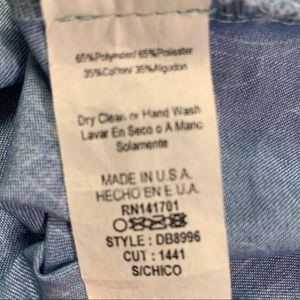 65%Polyester/ 65%Poliester
35%Cotton/ 35%Algodon
Dry Clean or Hand Wash
Lavar En Seco o A Mano
Solamente
MADE IN U.S.A.
HECHO EN E.U.A.
RN141701
STYLE : DB8996
CUT : 1441
S/CHICO